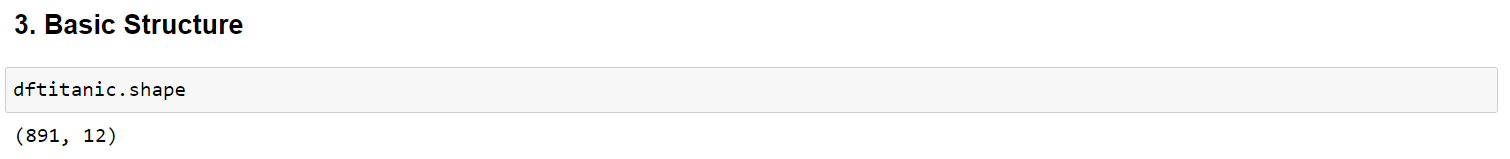 3. Basic Structure
dftitanic.shape
(891, 12)